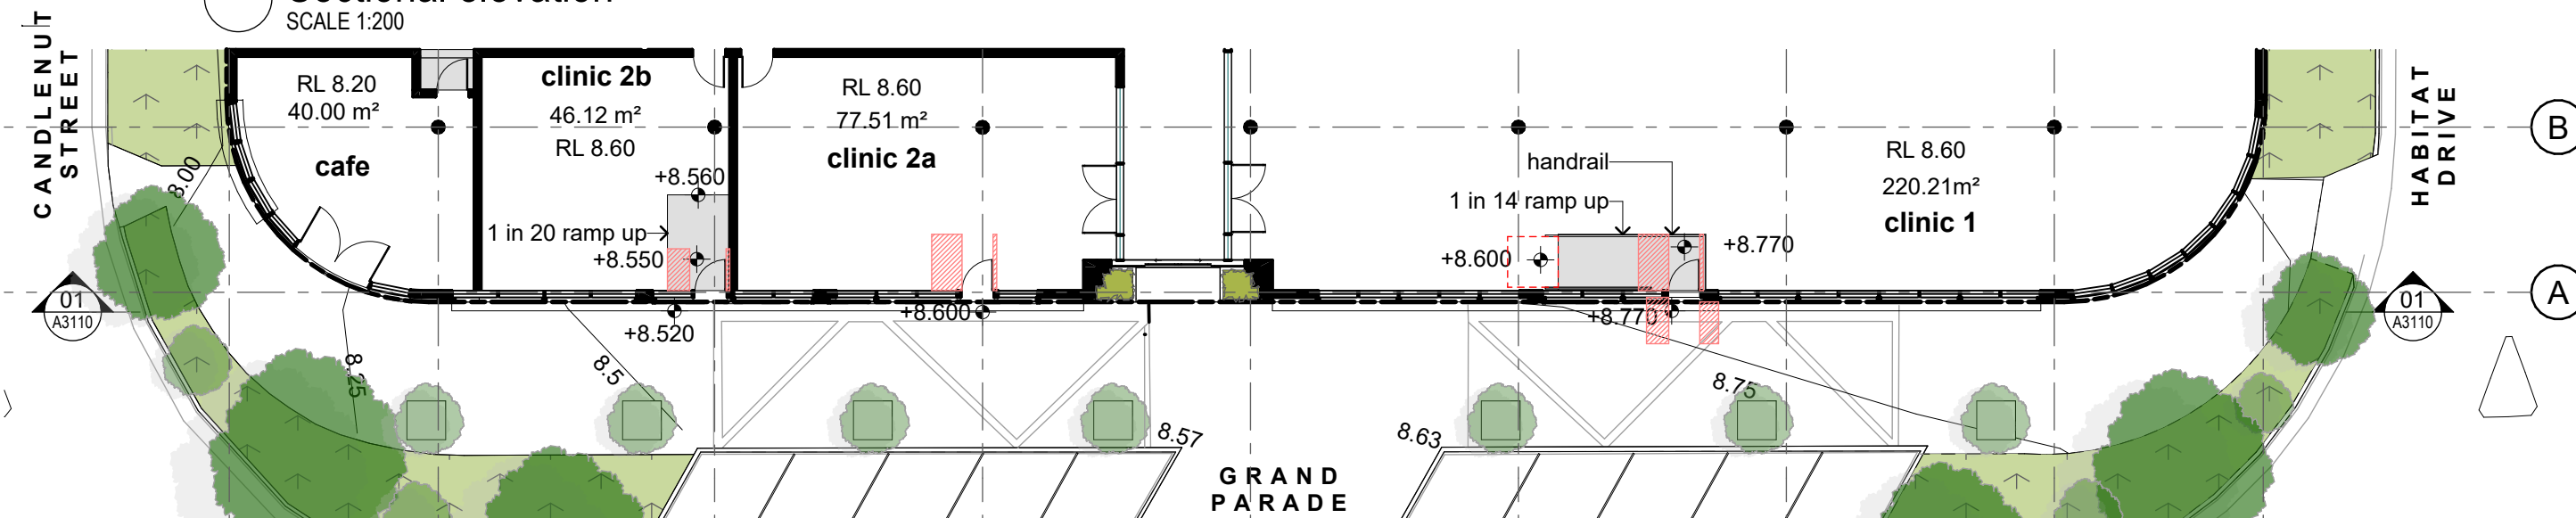 SCALE 1:200
CANDLENUT
STREET
RL 8.20
40.00 m²
cafe
clinic 2b
46.12 m²
RL 8.60
+8.560
1 in 20 ramp up
+8.550
+8.520
RL 8.60
77.51 m²
clinic 2a
+8.600
handrail
1 in 14 ramp up
+8.600
+8.770
+8.770
RL 8.60
220.21m²
clinic 1
HABITAT
DRIVE
B
A
01
A3110
01
A3110
8.00
8.25
8.5
8.57
8.63
8.75
GRAND
PARADE